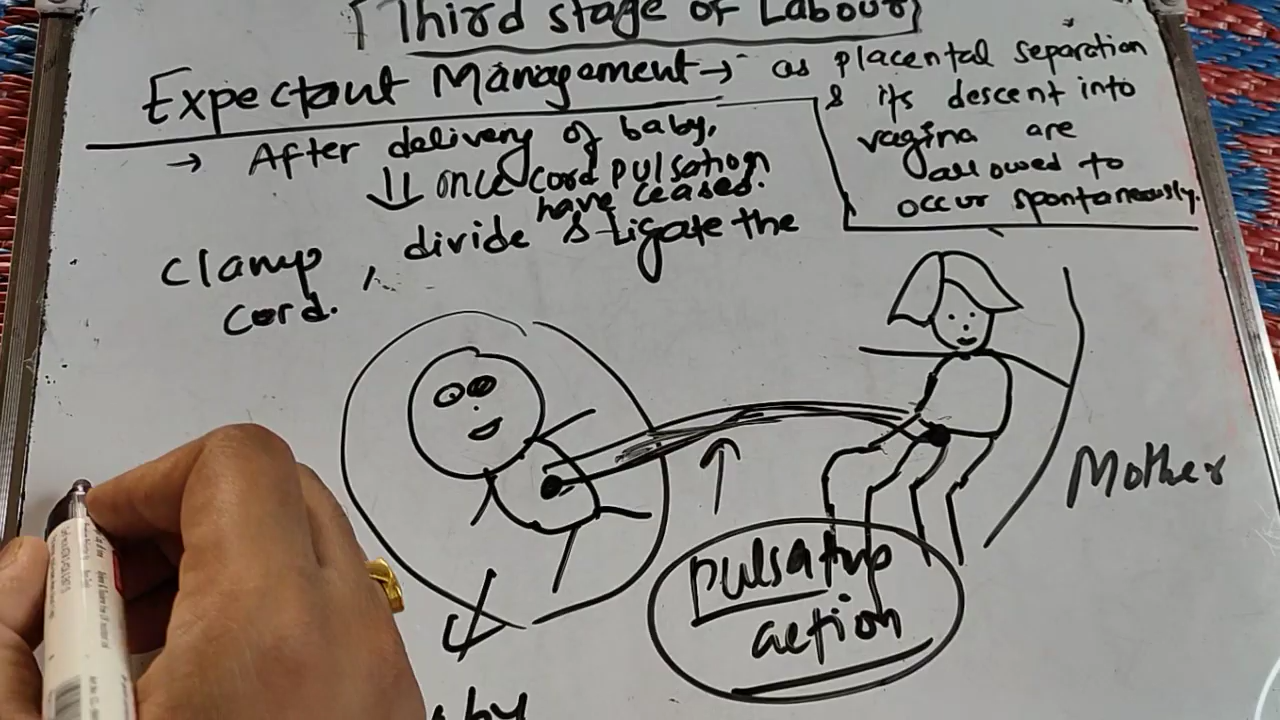 Third stage of Labour
Expectant Management → as placental separation
& its descent into
vagina are
allowed to
occur spontaneously.
→ After delivery of baby,
once cord pulsation
have ceased.
Clamp, divide & Ligate the
cord.
Mother
pulsating
action